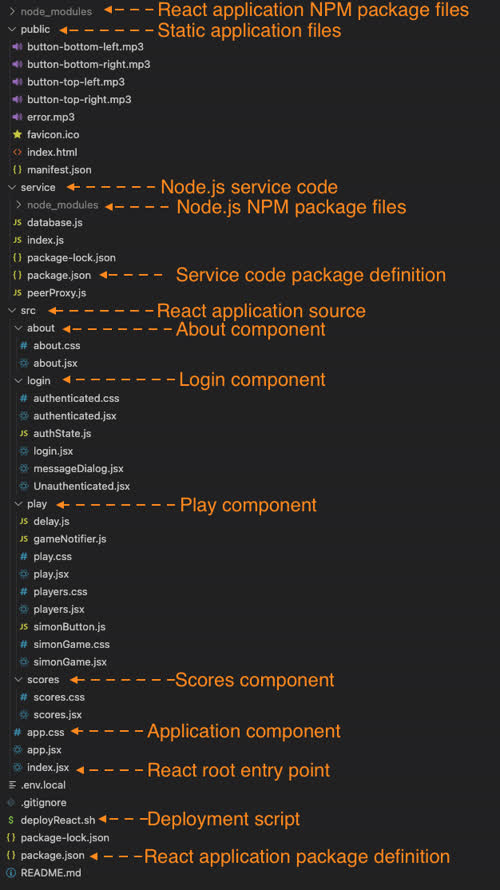 node_modules React application NPM package files
public Static application files
button-bottom-left.mp3
button-bottom-right.mp3
button-top-left.mp3
button-top-right.mp3
error.mp3
favicon.ico
index.html
manifest.json
service Node.js service code
node_modules Node.js NPM package files
database.js
index.js
package-lock.json
package.json Service code package definition
peerProxy.js
src React application source
about About component
about.css
about.jsx
login Login component
authenticated.css
authenticated.jsx
authState.js
login.jsx
messageDialog.jsx
Unauthenticated.jsx
play Play component
delay.js
gameNotifier.js
play.css
play.jsx
players.css
players.jsx
simonButton.js
simonGame.css
simonGame.jsx
scores Scores component
scores.css
scores.jsx
app.css Application component
app.jsx
index.jsx React root entry point
.env.local
.gitignore
deployReact.sh Deployment script
package-lock.json
package.json React application package definition
README.md